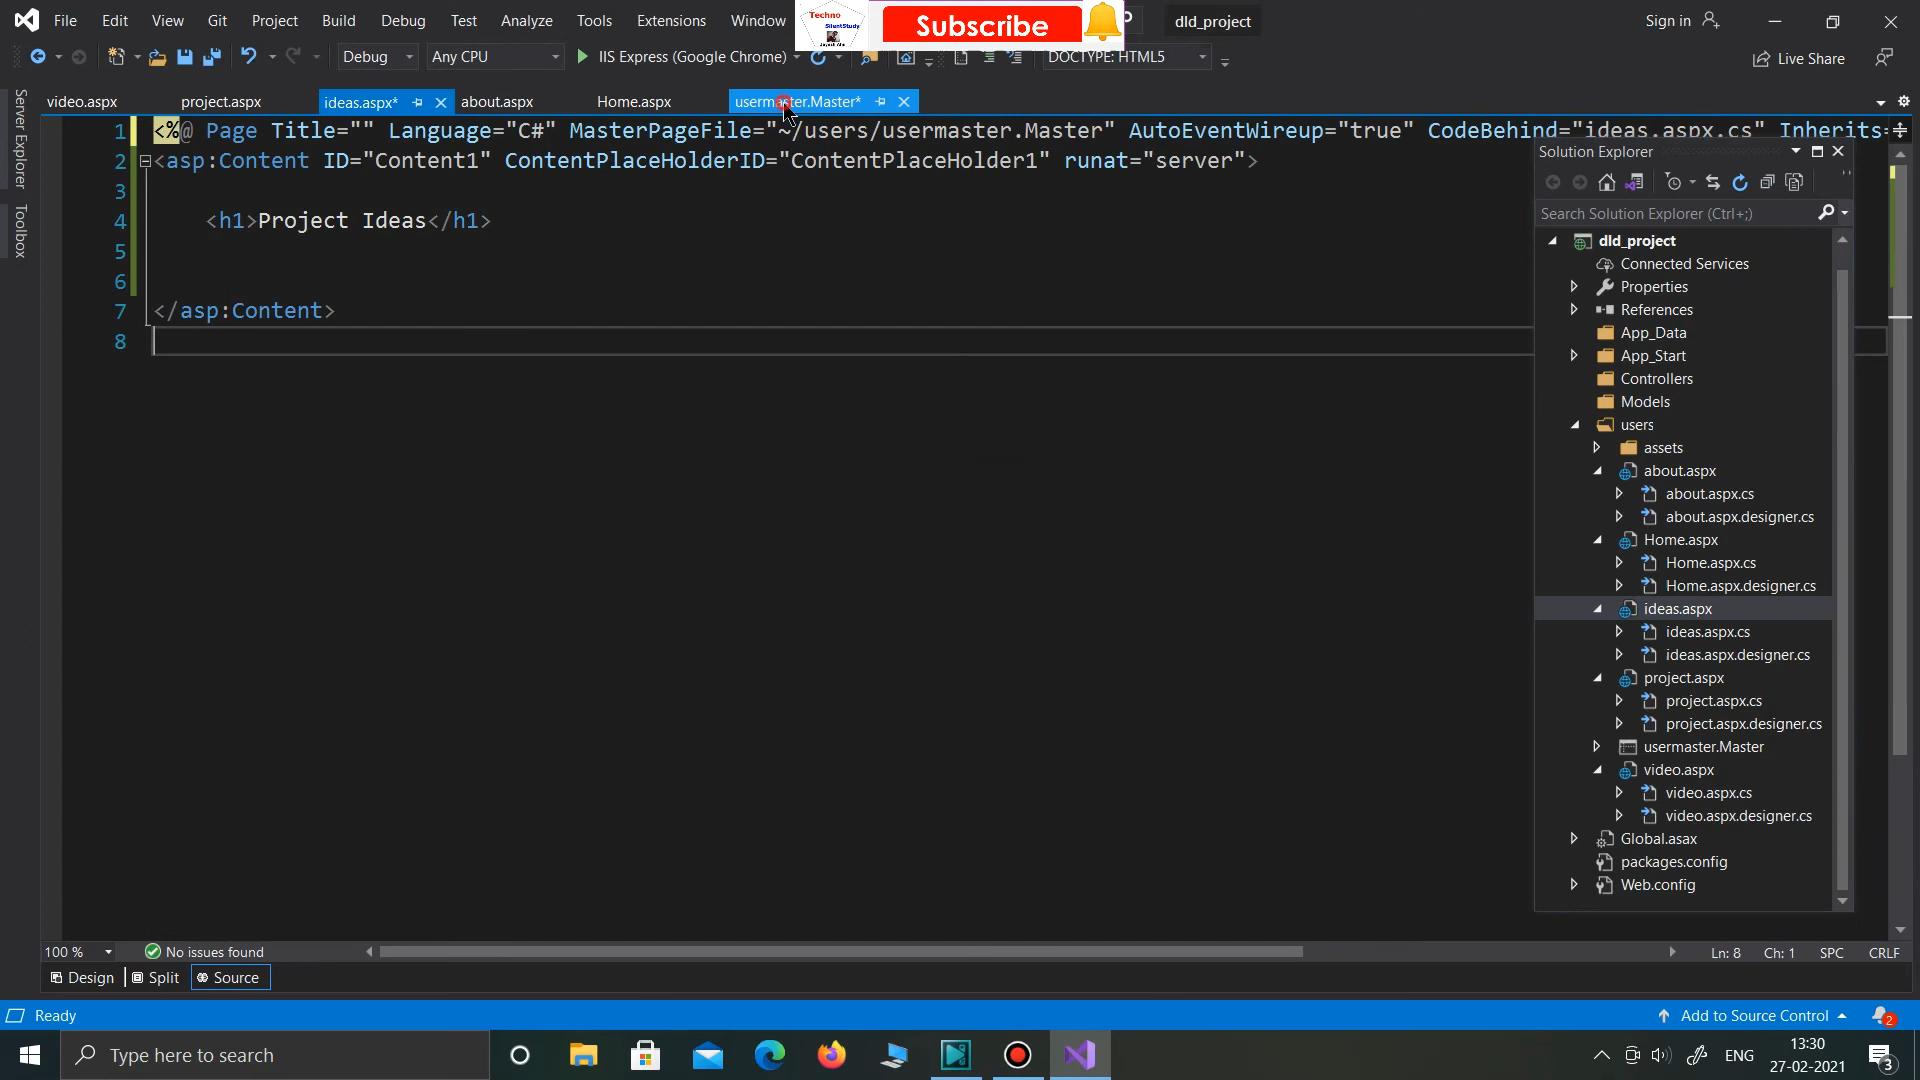 File Edit View Git Project Build Debug Test Analyze Tools Extensions Window
Techno
SilentStudy
Subscribe
dld_project
Sign in
Debug Any CPU IIS Express (Google Chrome) DOCTYPE: HTML5 Live Share
video.aspx project.aspx ideas.aspx* about.aspx Home.aspx usermaster.Master*
Server Explorer
Toolbox
1 <%@ Page Title="" Language="C#" MasterPageFile="~/users/usermaster.Master" AutoEventWireup="true" CodeBehind="ideas.aspx.cs" Inherits=
2 <asp:Content ID="Content1" ContentPlaceHolderID="ContentPlaceHolder1" runat="server">
3
4 <h1>Project Ideas</h1>
5
6
7 </asp:Content>
8
Solution Explorer
Search Solution Explorer (Ctrl+;)
dld_project
Connected Services
Properties
References
App_Data
App_Start
Controllers
Models
users
assets
about.aspx
about.aspx.cs
about.aspx.designer.cs
Home.aspx
Home.aspx.cs
Home.aspx.designer.cs
ideas.aspx
ideas.aspx.cs
ideas.aspx.designer.cs
project.aspx
project.aspx.cs
project.aspx.designer.cs
usermaster.Master
video.aspx
video.aspx.cs
video.aspx.designer.cs
Global.asax
packages.config
Web.config
100 % No issues found Ln: 8 Ch: 1 SPC CRLF
Design Split Source
Ready Add to Source Control 2
Type here to search ENG 13:30
27-02-2021 3